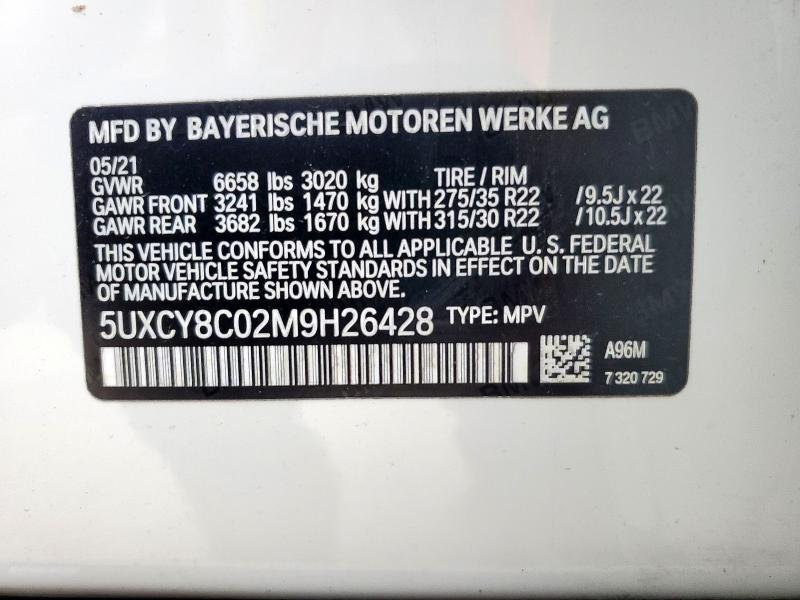 MFD BY BAYERISCHE MOTOREN WERKE AG
05/21
GVWR 6658 lbs 3020 kg TIRE / RIM
GAWR FRONT 3241 lbs 1470 kg WITH 275/35 R22 / 9.5J x 22
GAWR REAR 3682 lbs 1670 kg WITH 315/30 R22 / 10.5J x 22
THIS VEHICLE CONFORMS TO ALL APPLICABLE U. S. FEDERAL
MOTOR VEHICLE SAFETY STANDARDS IN EFFECT ON THE DATE
OF MANUFACTURE SHOWN ABOVE.
5UXCY8C02M9H26428 TYPE: MPV
A96M
7 320 729